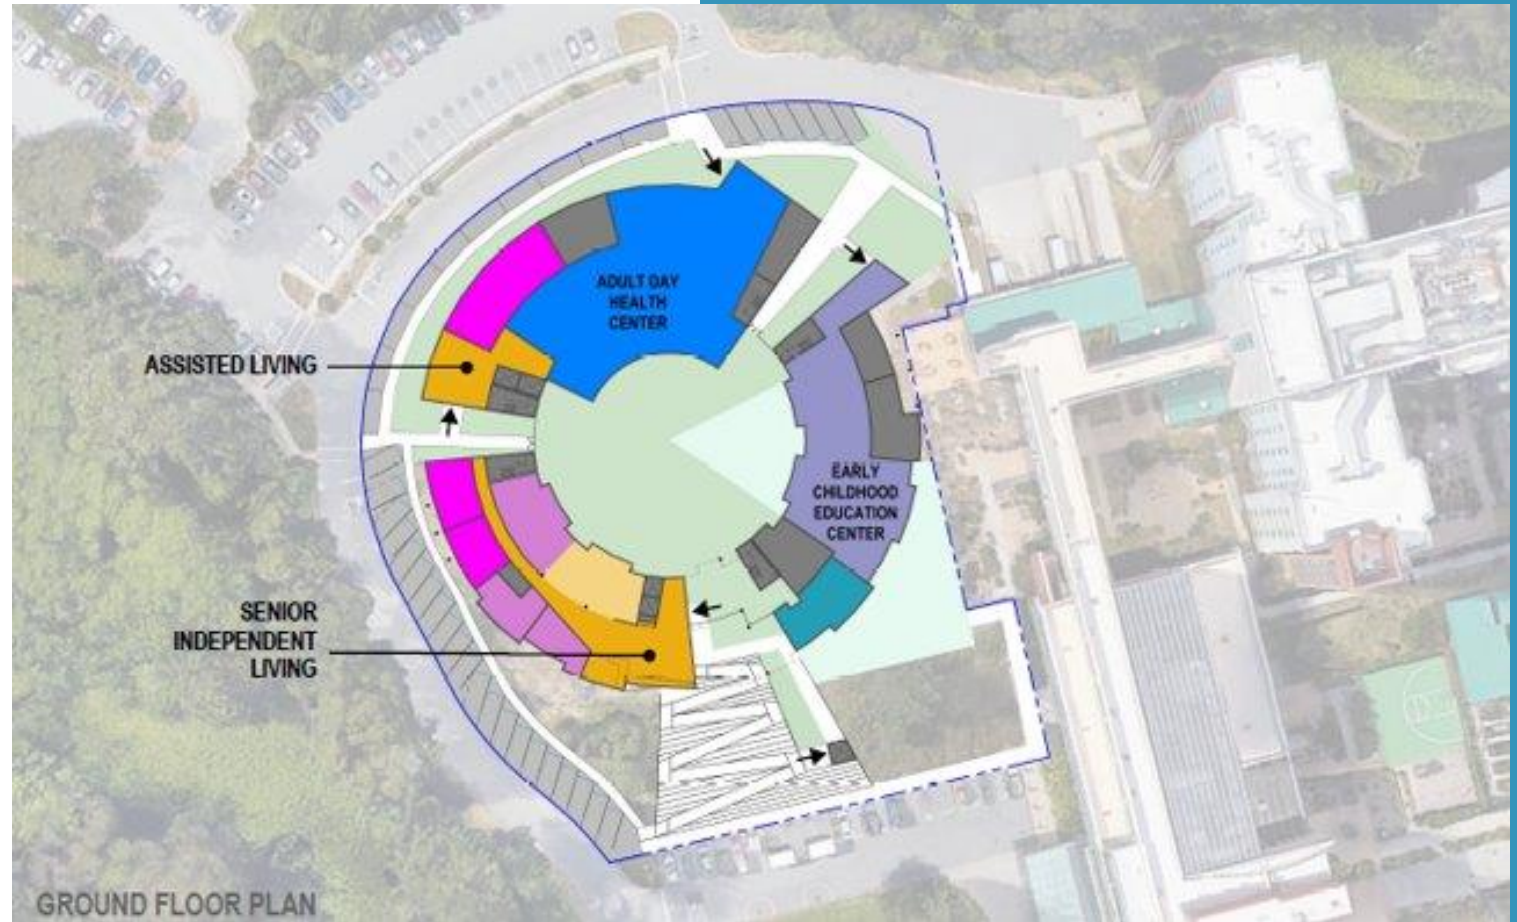 ADULT DAY
HEALTH
CENTER
ASSISTED LIVING
EARLY
CHILDHOOD
EDUCATION
CENTER
SENIOR
INDEPENDENT
LIVING
GROUND FLOOR PLAN